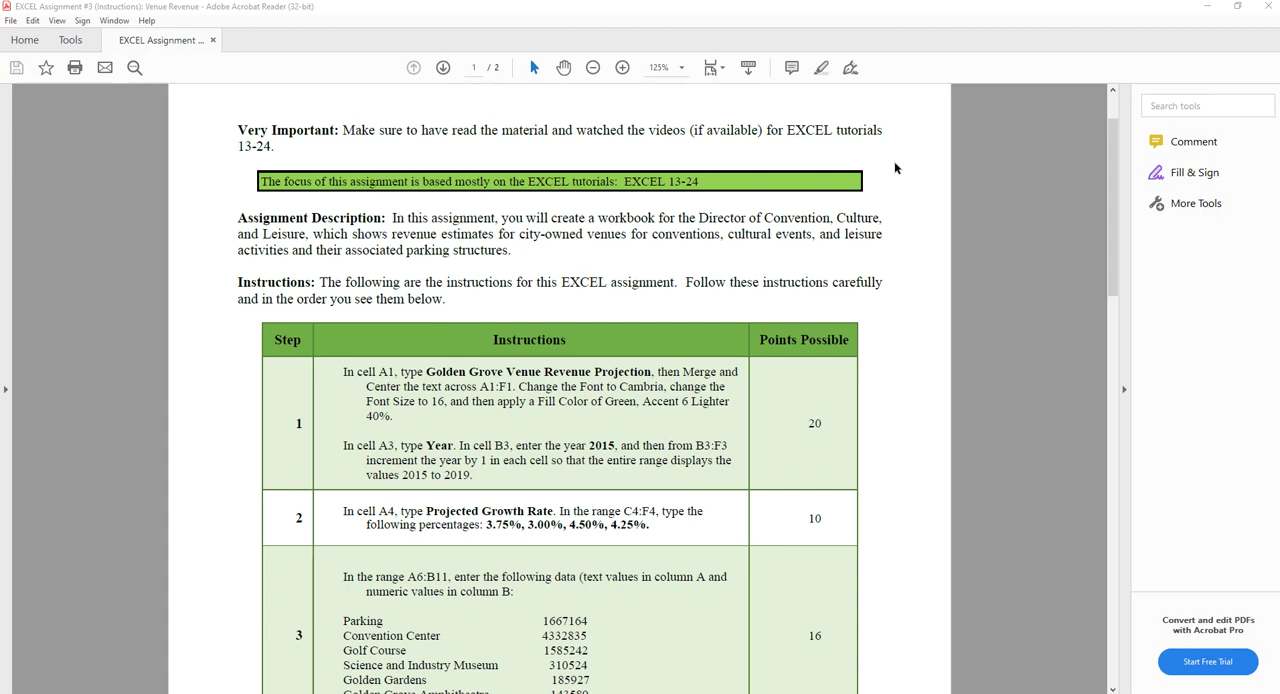 EXCEL Assignment #3 (Instructions): Venue Revenue - Adobe Acrobat Reader (32-bit)
File Edit View Sign Window Help
Home Tools EXCEL Assignment ... ×
1 / 2 125%
Search tools
Comment
Fill & Sign
More Tools
Very Important: Make sure to have read the material and watched the videos (if available) for EXCEL tutorials
13-24.
The focus of this assignment is based mostly on the EXCEL tutorials: EXCEL 13-24
Assignment Description: In this assignment, you will create a workbook for the Director of Convention, Culture,
and Leisure, which shows revenue estimates for city-owned venues for conventions, cultural events, and leisure
activities and their associated parking structures.
Instructions: The following are the instructions for this EXCEL assignment. Follow these instructions carefully
and in the order you see them below.
Step Instructions Points Possible
In cell A1, type Golden Grove Venue Revenue Projection, then Merge and
Center the text across A1:F1. Change the Font to Cambria, change the
Font Size to 16, and then apply a Fill Color of Green, Accent 6 Lighter
40%.
1 20
In cell A3, type Year. In cell B3, enter the year 2015, and then from B3:F3
increment the year by 1 in each cell so that the entire range displays the
values 2015 to 2019.
In cell A4, type Projected Growth Rate. In the range C4:F4, type the
2 10
following percentages: 3.75%, 3.00%, 4.50%, 4.25%.
In the range A6:B11, enter the following data (text values in column A and
numeric values in column B:
Parking 1667164
Convention Center 4332835
3 16
Golf Course 1585242
Science and Industry Museum 310524
Golden Gardens 185927
Golden Grove Amphitheatre 143580
Convert and edit PDFs
with Acrobat Pro
Start Free Trial